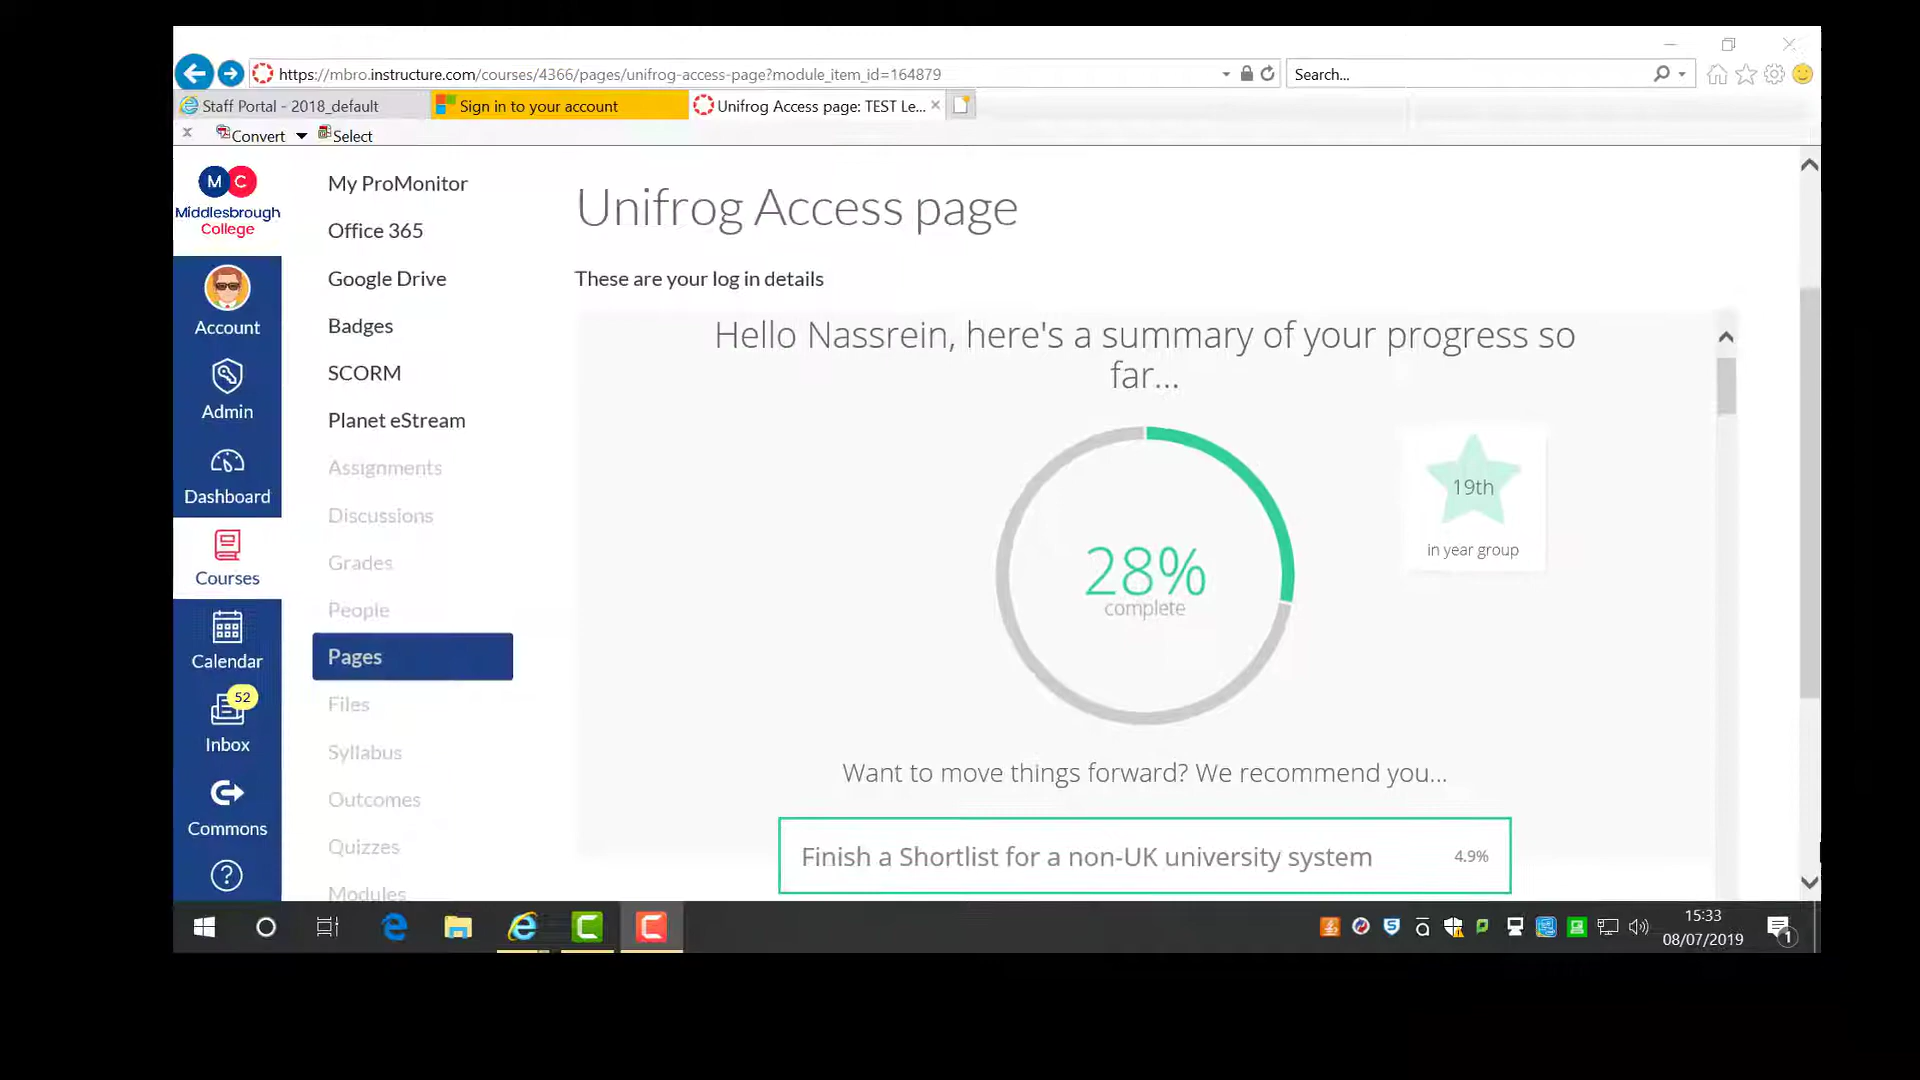 https://mbro.instructure.com/courses/4366/pages/unifrog-access-page?module_item_id=164879
Search...
Staff Portal - 2018_default
Sign in to your account
Unifrog Access page: TEST Le...
Convert
Select
M C
Middlesbrough
College
Account
Admin
Dashboard
Courses
Calendar
52
Inbox
Commons
My ProMonitor
Office 365
Google Drive
Badges
SCORM
Planet eStream
Assignments
Discussions
Grades
People
Pages
Files
Syllabus
Outcomes
Quizzes
Modules
Unifrog Access page
These are your log in details
Hello Nassrein, here's a summary of your progress so
far...
28%
complete
19th
in year group
Want to move things forward? We recommend you...
Finish a Shortlist for a non-UK university system
4.9%
15:33
08/07/2019
1